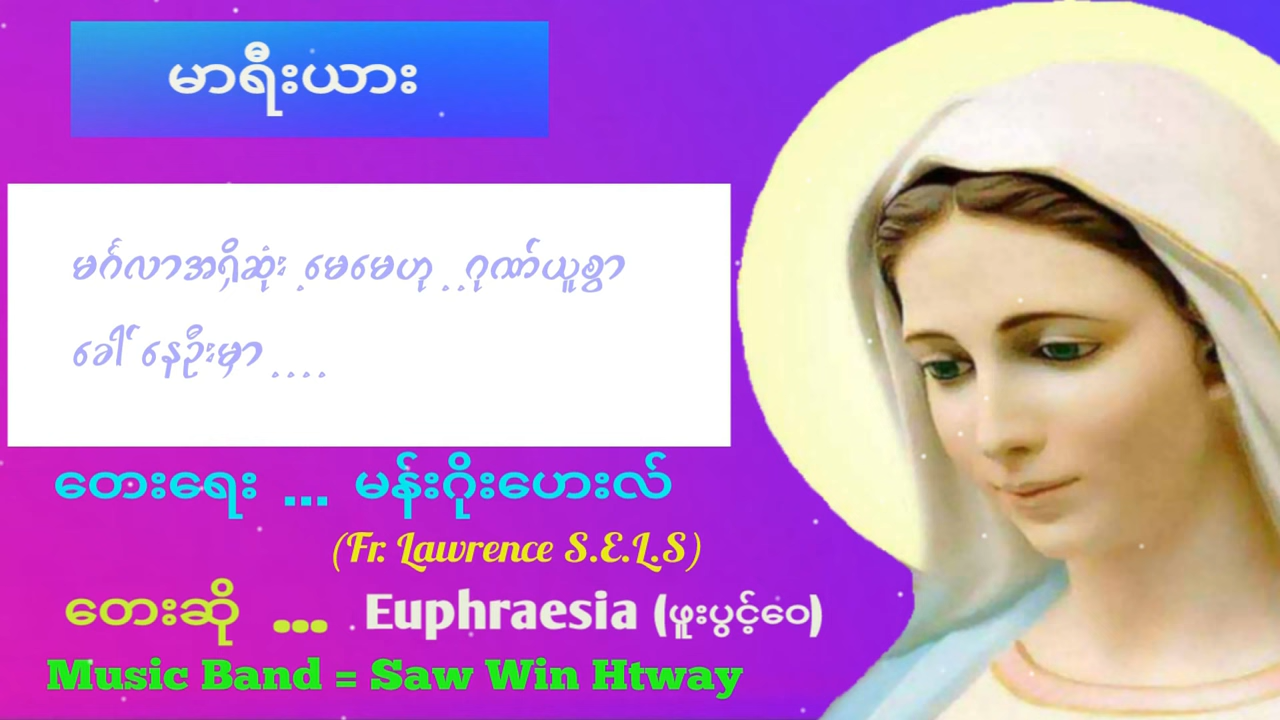 မာရီးယား
မင်္ဂလာအရှိဆုံး .မေမေဟု ..ဂုဏ်ယူစွာ
ခေါ် နေဦးမှာ ....
တေးရေး ... မန်းဂိုးဟေးလ်
(Fr. Lawrence S.E.L.S)
တေးဆို ... Euphraesia (ဖူးပွင့်ဝေ)
Music Band = Saw Win Htway